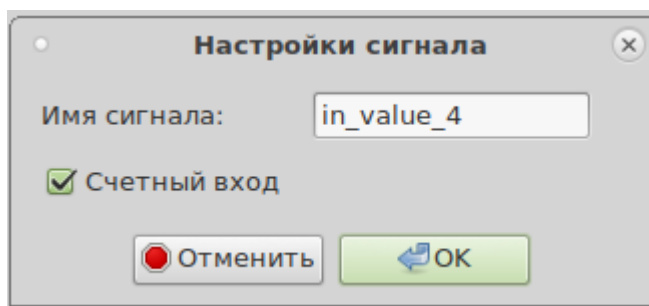 Настройки сигнала
Имя сигнала: in_value_4
Счетный вход
Отменить OK